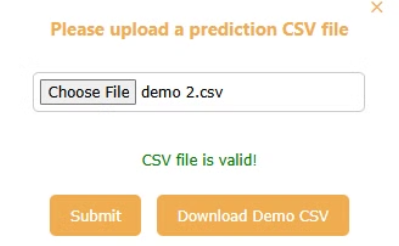 ×
Please upload a prediction CSV file
Choose File demo 2.csv
CSV file is valid!
Submit Download Demo CSV